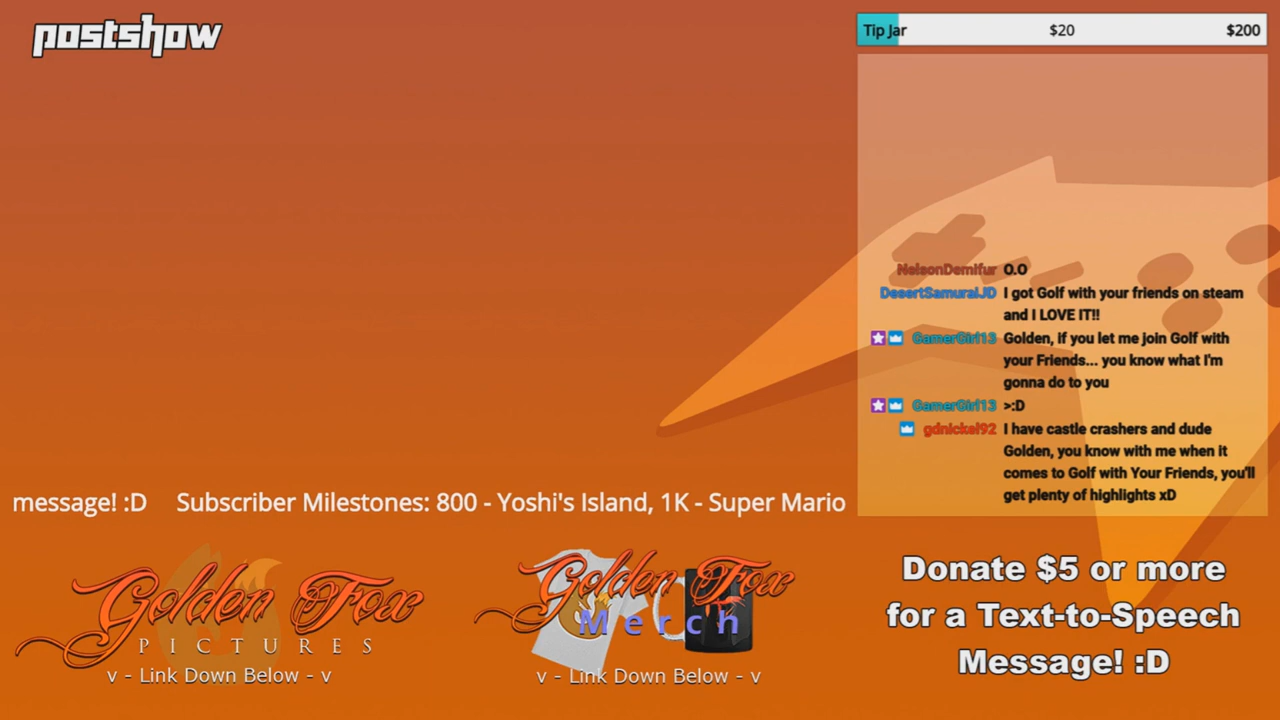 postshow
Tip Jar $20 $200
NelsonDemifur O.O
DesertSamuraiJD I got Golf with your friends on steam
and I LOVE IT!!
GamerGirl13 Golden, if you let me join Golf with
your Friends... you know what I'm
gonna do to you
GamerGirl13 >:D
gdnickel92 I have castle crashers and dude
Golden, you know with me when it
comes to Golf with Your Friends, you'll
get plenty of highlights xD
message! :D Subscriber Milestones: 800 - Yoshi's Island, 1K - Super Mario
Golden Fox
PICTURES
v - Link Down Below - v
Golden Fox
Merch
v - Link Down Below - v
Donate $5 or more
for a Text-to-Speech
Message! :D